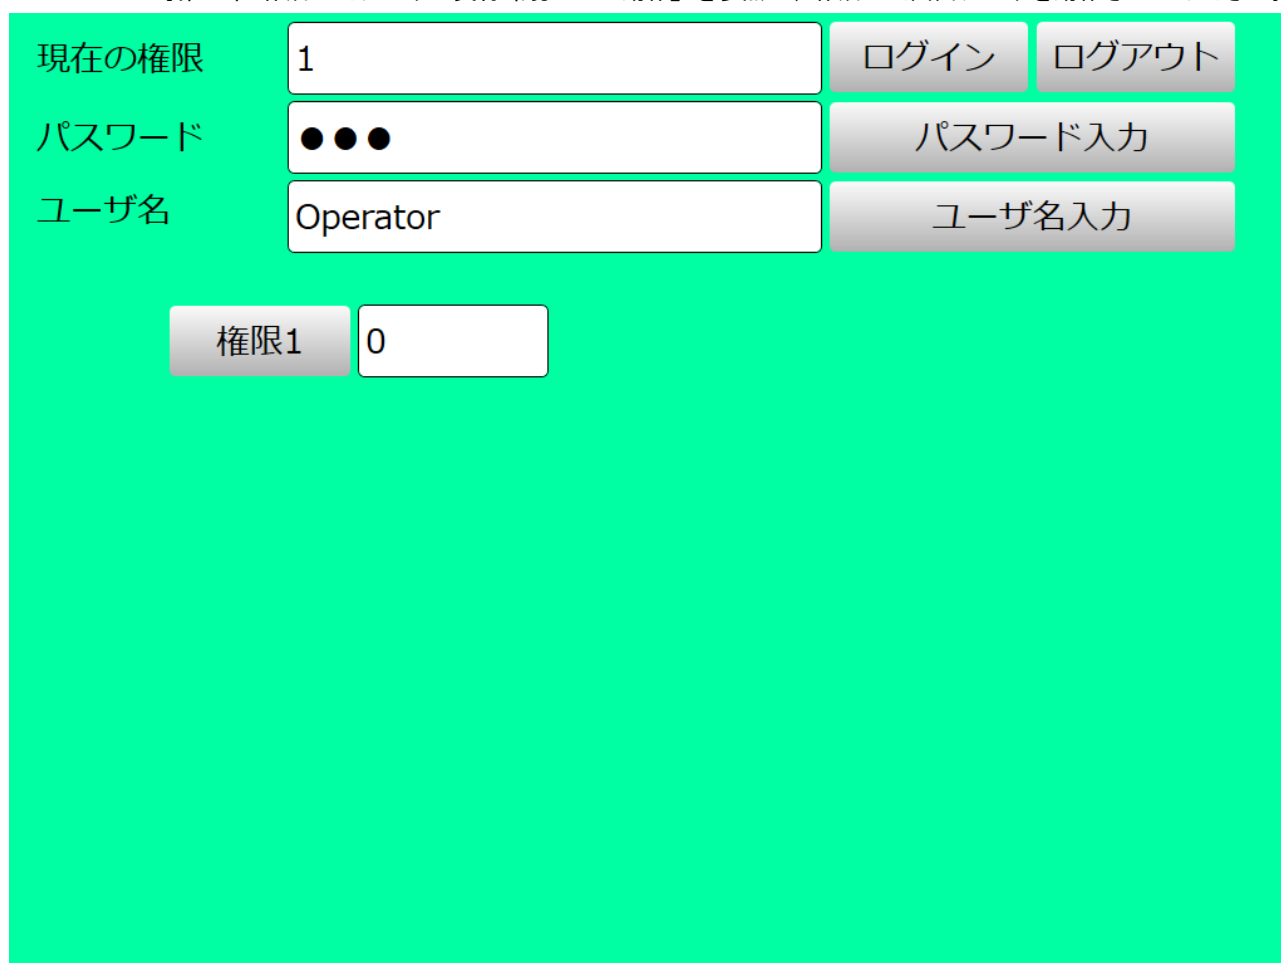 現在の権限 1 ログイン ログアウト
パスワード ●●● パスワード入力
ユーザ名 Operator ユーザ名入力
権限1 0